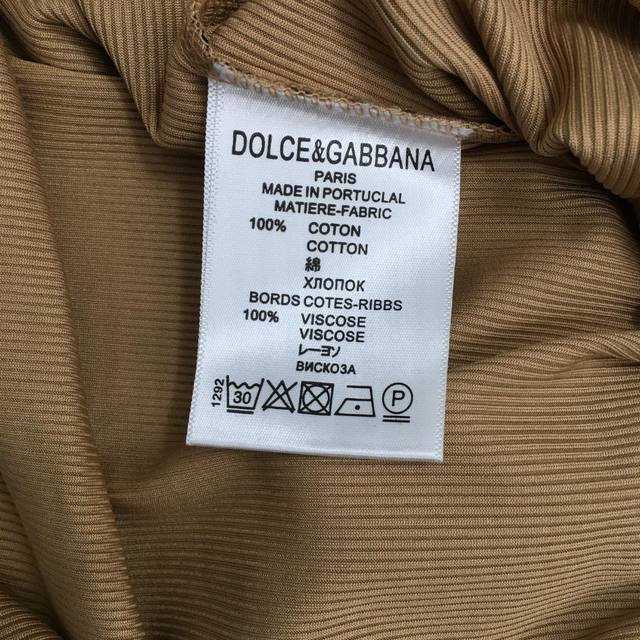 DOLCE&GABBANA
PARIS
MADE IN PORTUCLAL
MATIERE-FABRIC
100% COTON
COTTON
綿
ХЛОПОК
BORDS COTES-RIBBS
100% VISCOSE
VISCOSE
レーヨン
ВИСКОЗА
1292
30
P